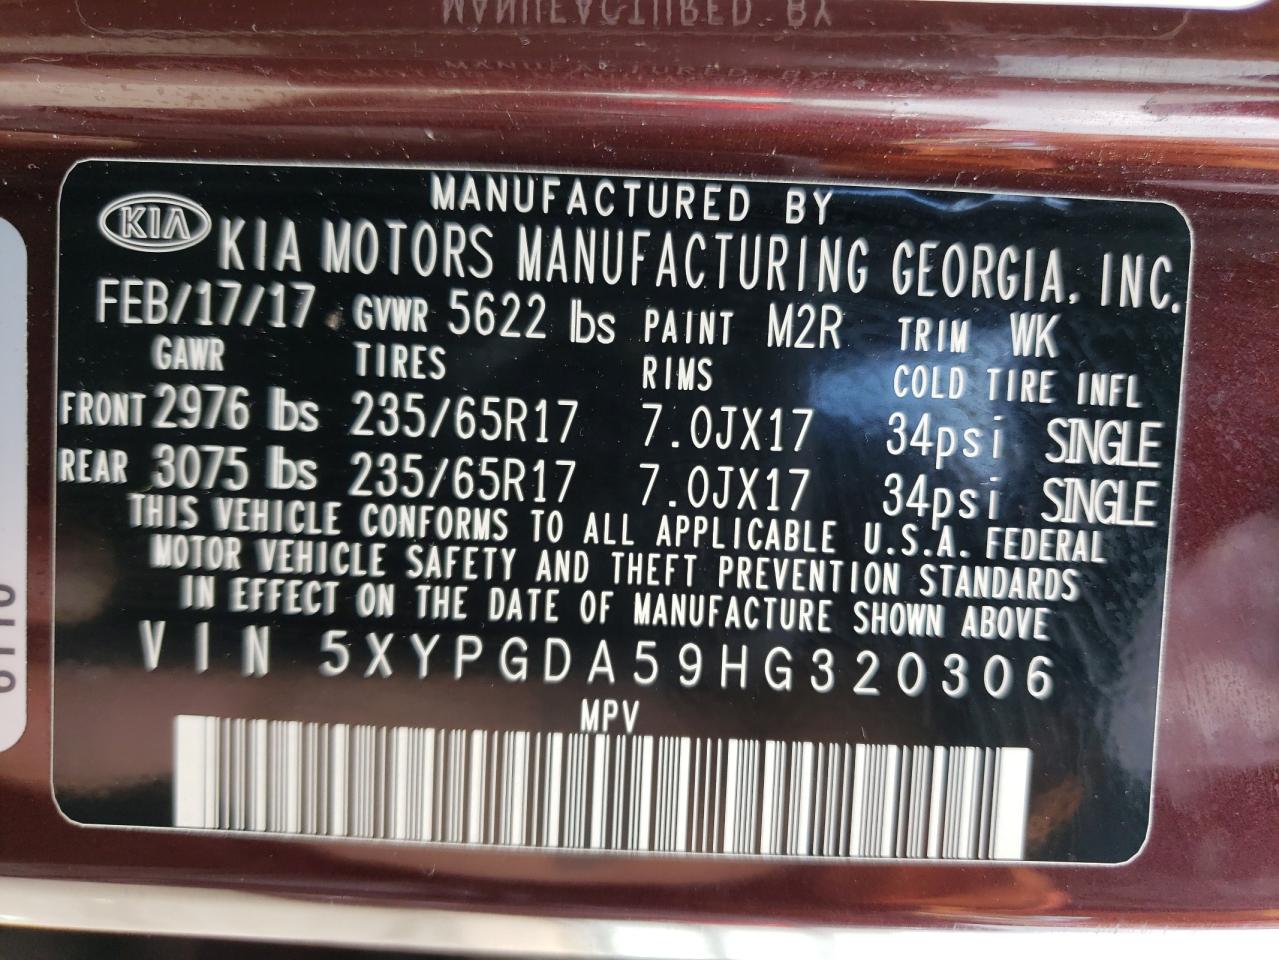 MANUFACTURED BY
KIA
KIA MOTORS MANUFACTURING GEORGIA, INC.
FEB/17/17 GVWR 5622 lbs PAINT M2R TRIM WK
GAWR TIRES RIMS COLD TIRE INFL
FRONT 2976 lbs 235/65R17 7.0JX17 34psi SINGLE
REAR 3075 lbs 235/65R17 7.0JX17 34psi SINGLE
THIS VEHICLE CONFORMS TO ALL APPLICABLE U.S.A. FEDERAL
MOTOR VEHICLE SAFETY AND THEFT PREVENTION STANDARDS
IN EFFECT ON THE DATE OF MANUFACTURE SHOWN ABOVE
VIN 5XYPGDA59HG320306
MPV